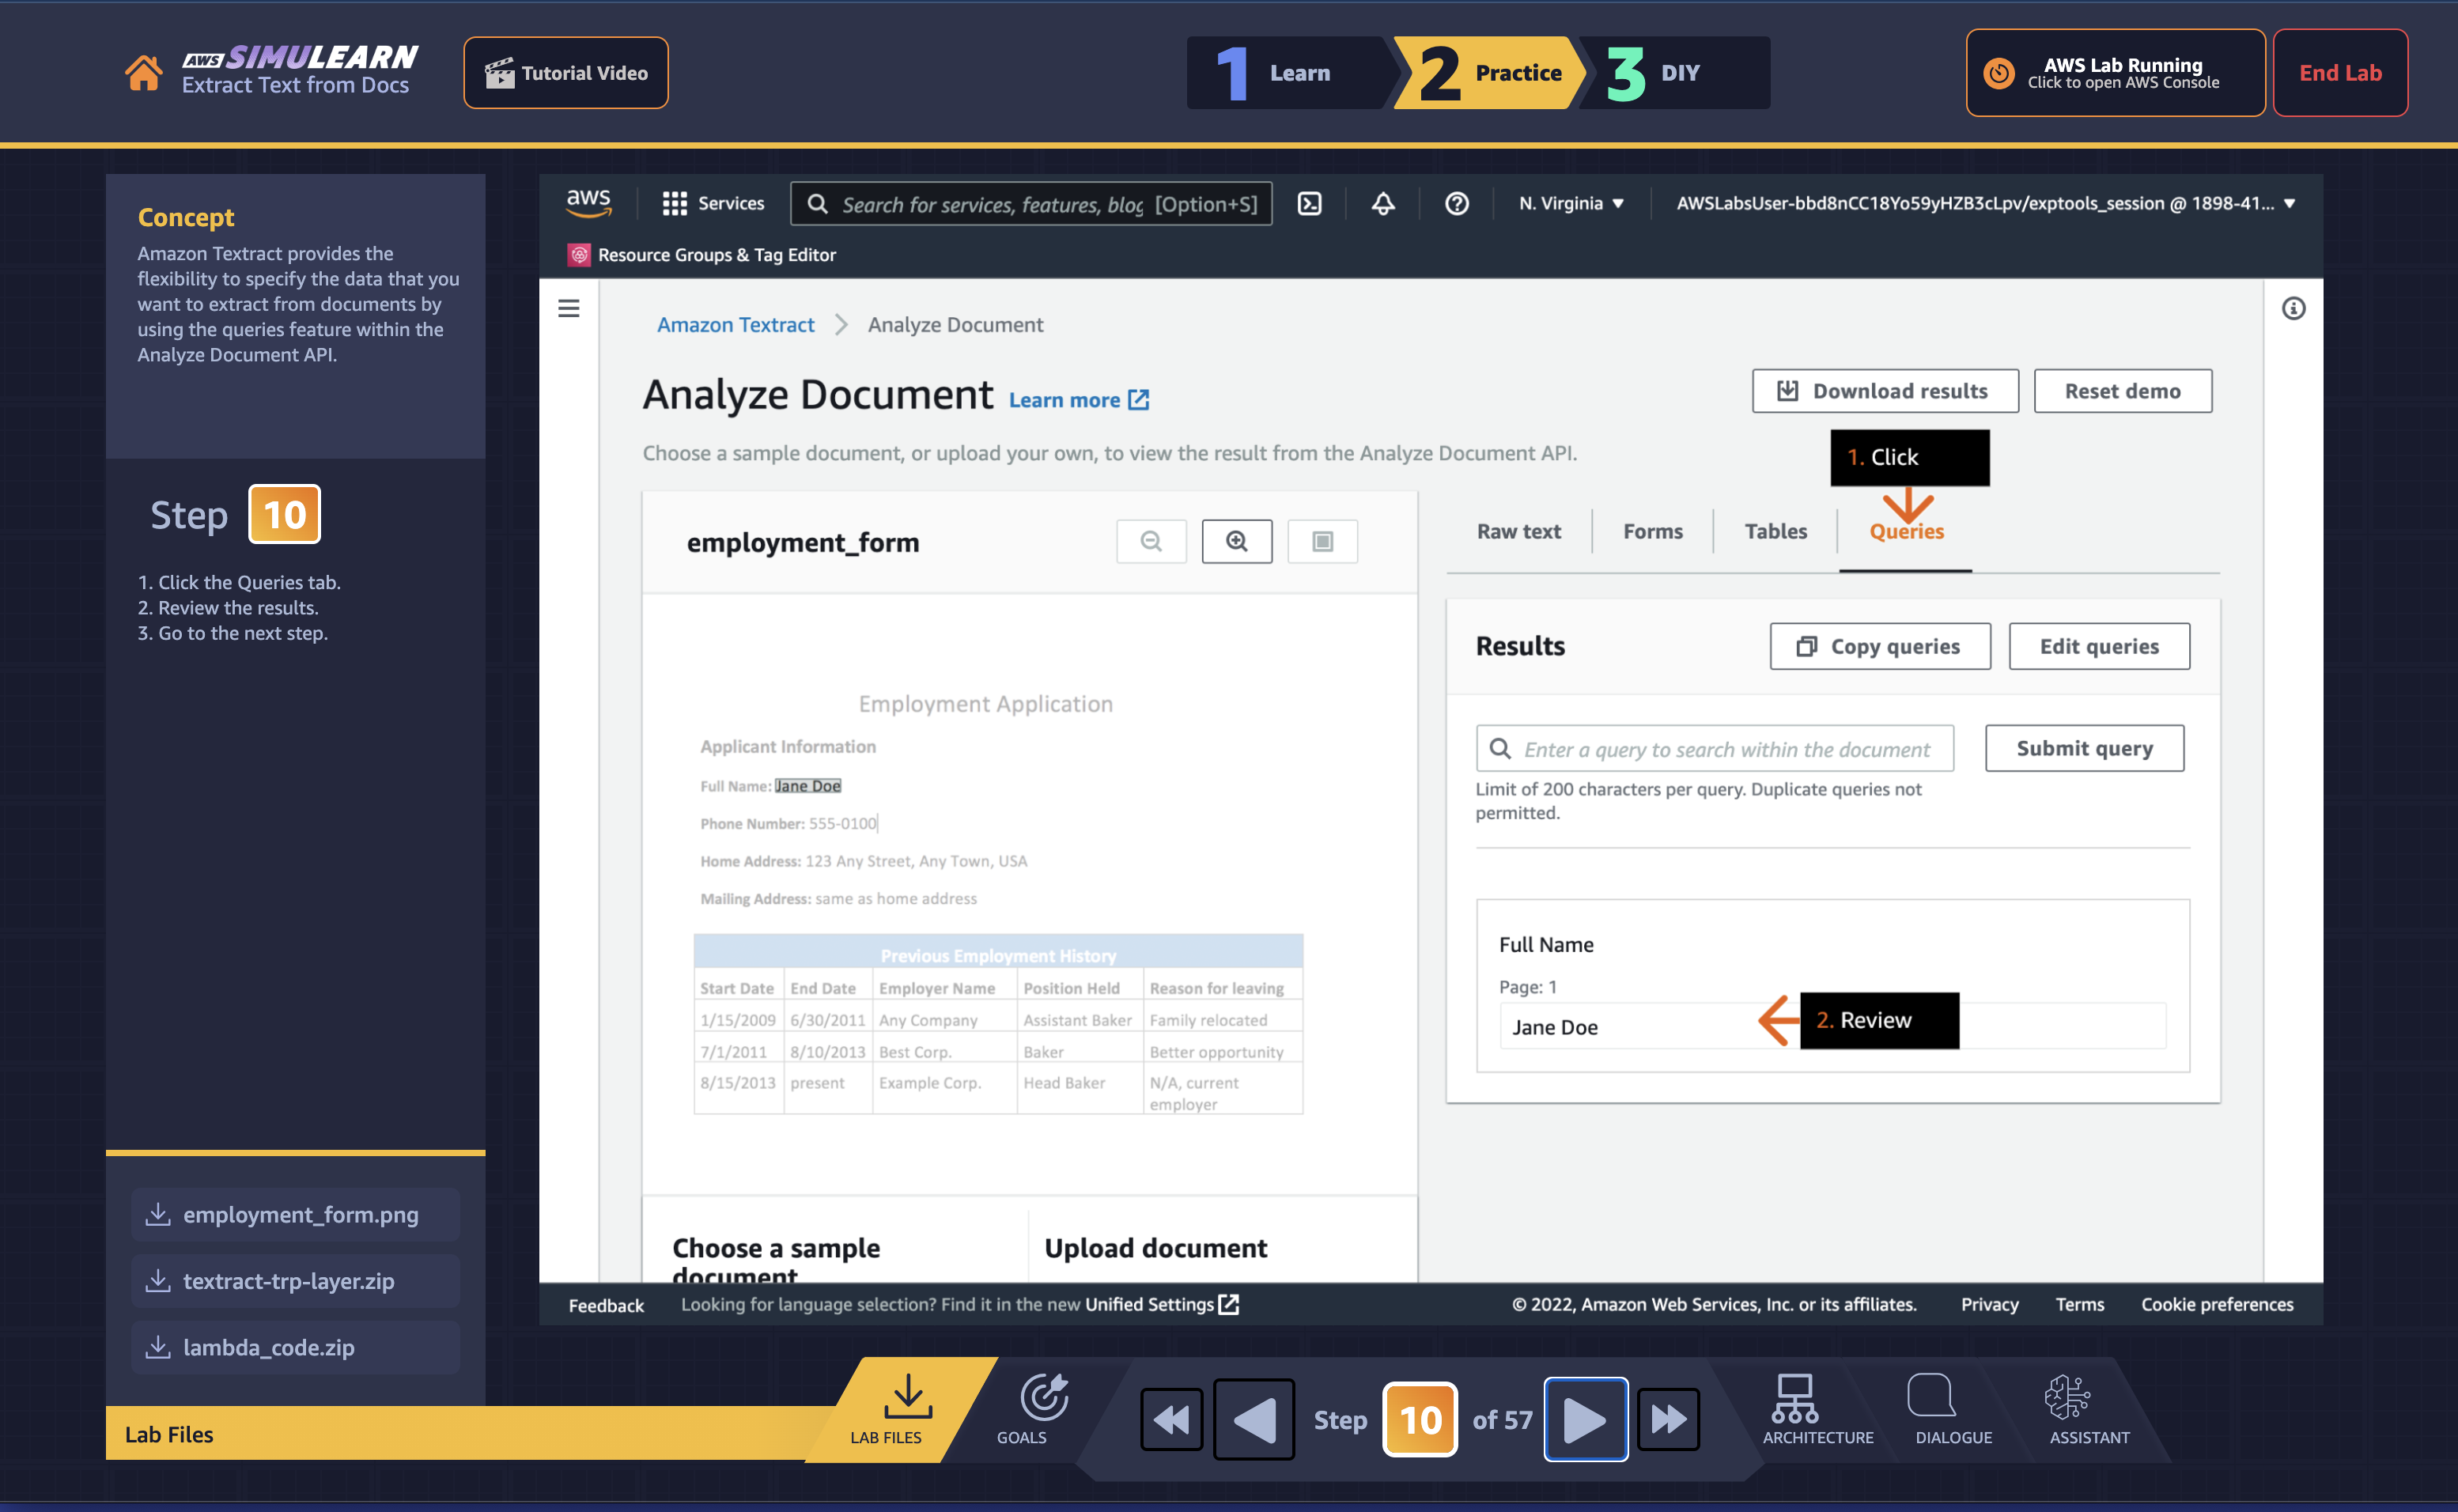 aws SIMULEARN
Extract Text from Docs
Tutorial Video
1 Learn
2 Practice
3 DIY
AWS Lab Running
Click to open AWS Console
End Lab
Concept
Amazon Textract provides the
flexibility to specify the data that you
want to extract from documents by
using the queries feature within the
Analyze Document API.
Step 10
1. Click the Queries tab.
2. Review the results.
3. Go to the next step.
employment_form.png
textract-trp-layer.zip
lambda_code.zip
Lab Files
aws
Services
Search for services, features, blog [Option+S]
N. Virginia
AWSLabsUser-bbd8nCC18Yo59yHZB3cLpv/exptools_session @ 1898-41...
Resource Groups & Tag Editor
Amazon Textract
Analyze Document
Analyze Document
Learn more
Download results
Reset demo
Choose a sample document, or upload your own, to view the result from the Analyze Document API.
1. Click
employment_form
Raw text
Forms
Tables
Queries
Employment Application
Applicant Information
Full Name: Jane Doe
Phone Number: 555-0100
Home Address: 123 Any Street, Any Town, USA
Mailing Address: same as home address
Previous Employment History
Start Date End Date Employer Name Position Held Reason for leaving
1/15/2009 6/30/2011 Any Company Assistant Baker Family relocated
7/1/2011 8/10/2013 Best Corp. Baker Better opportunity
8/15/2013 present Example Corp. Head Baker N/A, current
employer
Choose a sample
document
Upload document
Results
Copy queries
Edit queries
Enter a query to search within the document
Submit query
Limit of 200 characters per query. Duplicate queries not
permitted.
Full Name
Page: 1
Jane Doe
2. Review
Feedback
Looking for language selection? Find it in the new Unified Settings
© 2022, Amazon Web Services, Inc. or its affiliates.
Privacy
Terms
Cookie preferences
LAB FILES
GOALS
Step 10 of 57
ARCHITECTURE
DIALOGUE
ASSISTANT